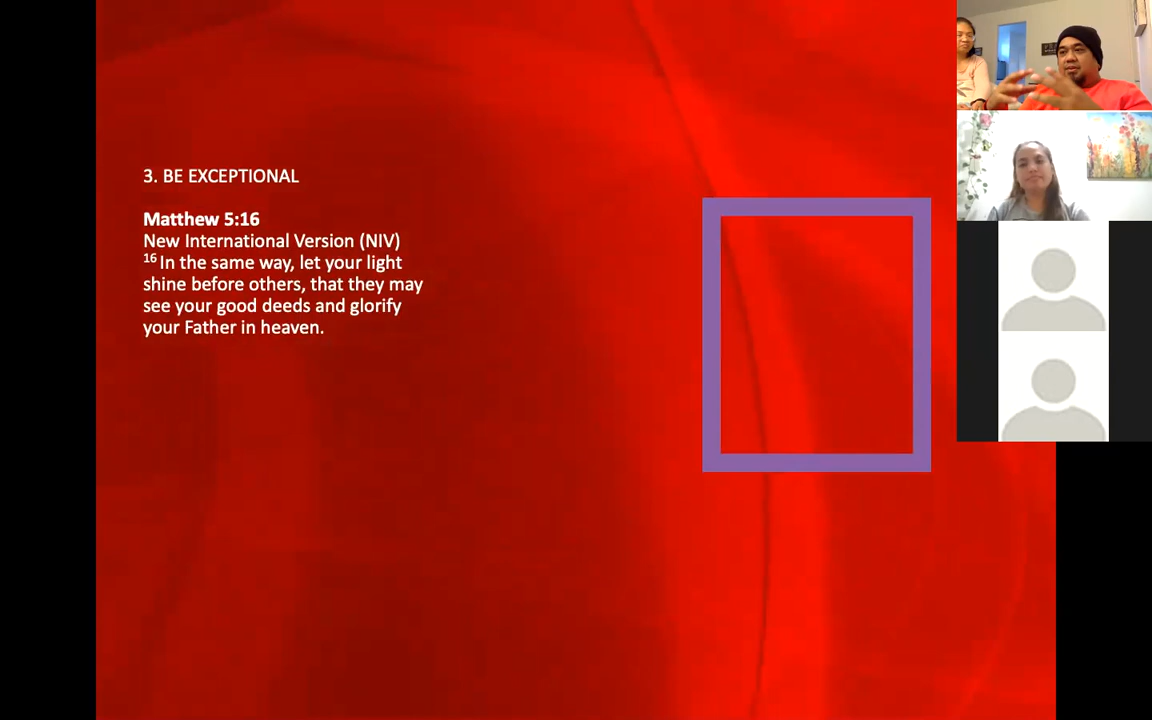 3. BE EXCEPTIONAL
Matthew 5:16
New International Version (NIV)
16 In the same way, let your light
shine before others, that they may
see your good deeds and glorify
your Father in heaven.